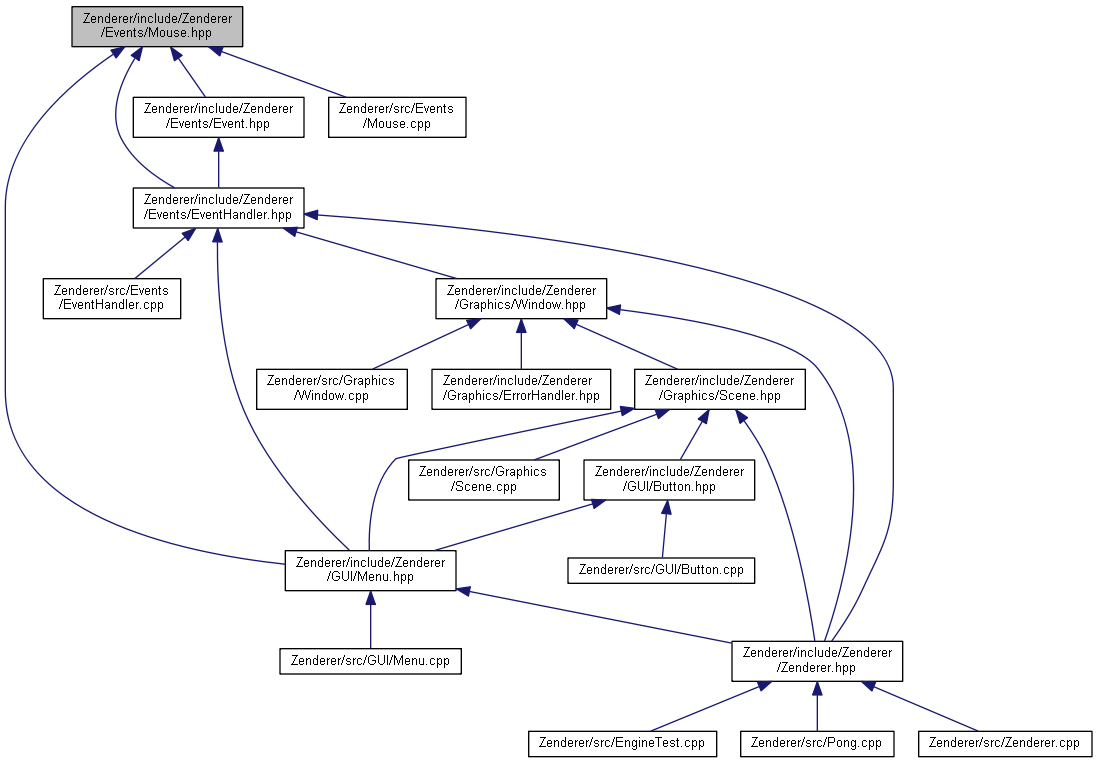 Zenderer/include/Zenderer
/Events/Mouse.hpp
Zenderer/include/Zenderer
/Events/Event.hpp
Zenderer/src/Events
/Mouse.cpp
Zenderer/include/Zenderer
/Events/EventHandler.hpp
Zenderer/src/Events
/EventHandler.cpp
Zenderer/include/Zenderer
/Graphics/Window.hpp
Zenderer/src/Graphics
/Window.cpp
Zenderer/include/Zenderer
/Graphics/ErrorHandler.hpp
Zenderer/include/Zenderer
/Graphics/Scene.hpp
Zenderer/src/Graphics
/Scene.cpp
Zenderer/include/Zenderer
/GUI/Button.hpp
Zenderer/include/Zenderer
/GUI/Menu.hpp
Zenderer/src/GUI/Button.cpp
Zenderer/src/GUI/Menu.cpp
Zenderer/include/Zenderer
/Zenderer.hpp
Zenderer/src/EngineTest.cpp
Zenderer/src/Pong.cpp
Zenderer/src/Zenderer.cpp